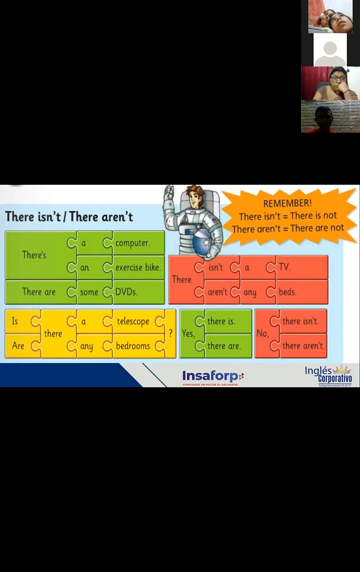 There isn't / There aren't
REMEMBER!
There isn't = There is not
There aren't = There are not
There's a computer.
an exercise bike.
There are some DVDs.
There isn't a TV.
aren't any beds.
Is there a telescope ?
Are any bedrooms
Yes, there is.
there are.
No, there isn't.
there aren't.
Insaforp
Inglés
Corporativo